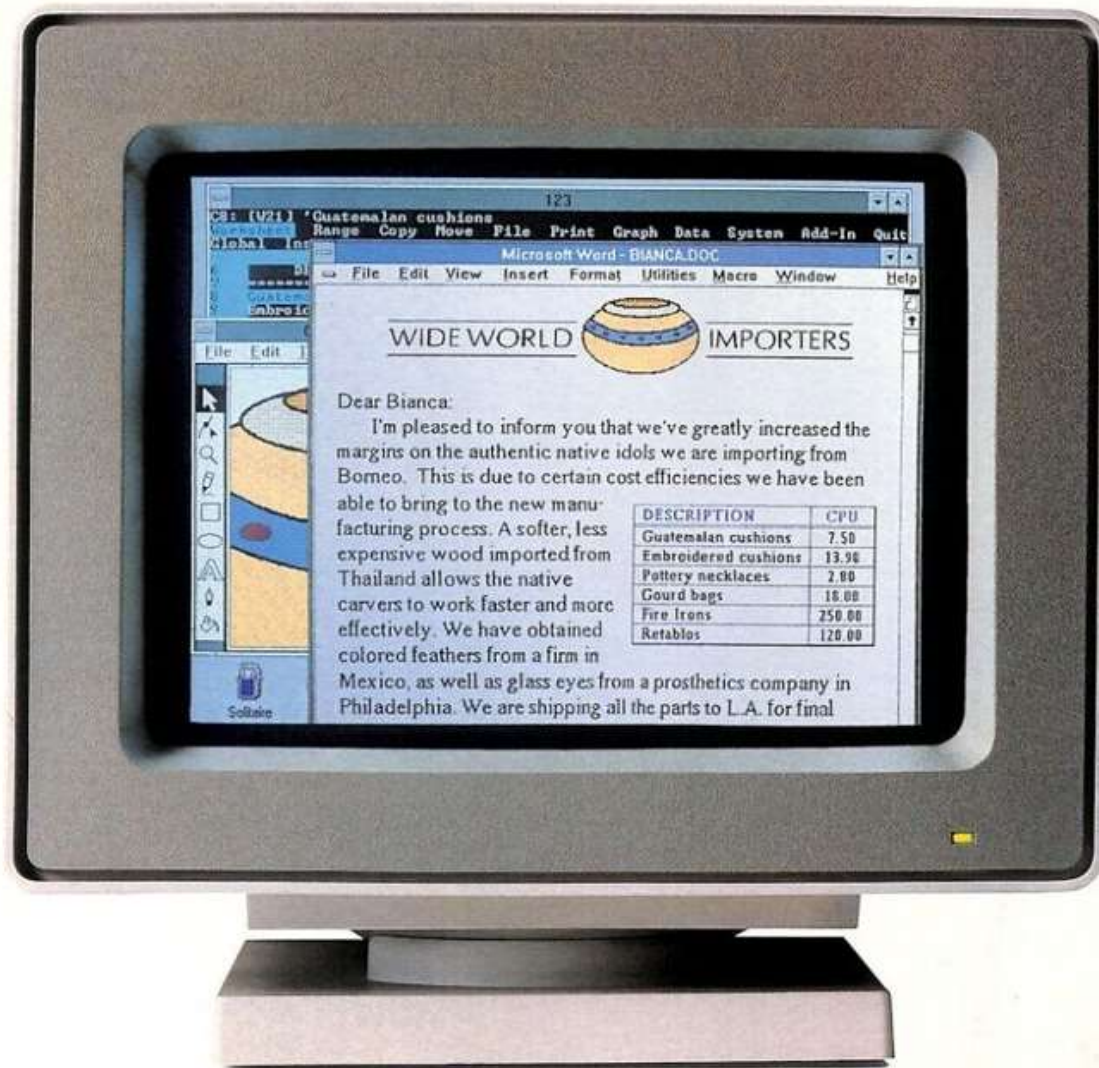 123
C8: [W21] 'Guatemalan cushions
Worksheet Range Copy Move File Print Graph Data System Add-In Quit
Global
Microsoft Word - BIANCA.DOC
File Edit View Insert Format Utilities Macro Window Help
File Edit
WIDE WORLD IMPORTERS
Dear Bianca:
I'm pleased to inform you that we've greatly increased the
margins on the authentic native idols we are importing from
Borneo. This is due to certain cost efficiencies we have been
able to bring to the new manu-
facturing process. A softer, less
expensive wood imported from
Thailand allows the native
carvers to work faster and more
effectively. We have obtained
colored feathers from a firm in
Mexico, as well as glass eyes from a prosthetics company in
Philadelphia. We are shipping all the parts to L.A. for final
DESCRIPTION CPU
Guatemalan cushions 7.50
Embroidered cushions 13.90
Pottery necklaces 2.80
Gourd bags 18.00
Fire Irons 250.00
Retablos 120.00
Solitaire